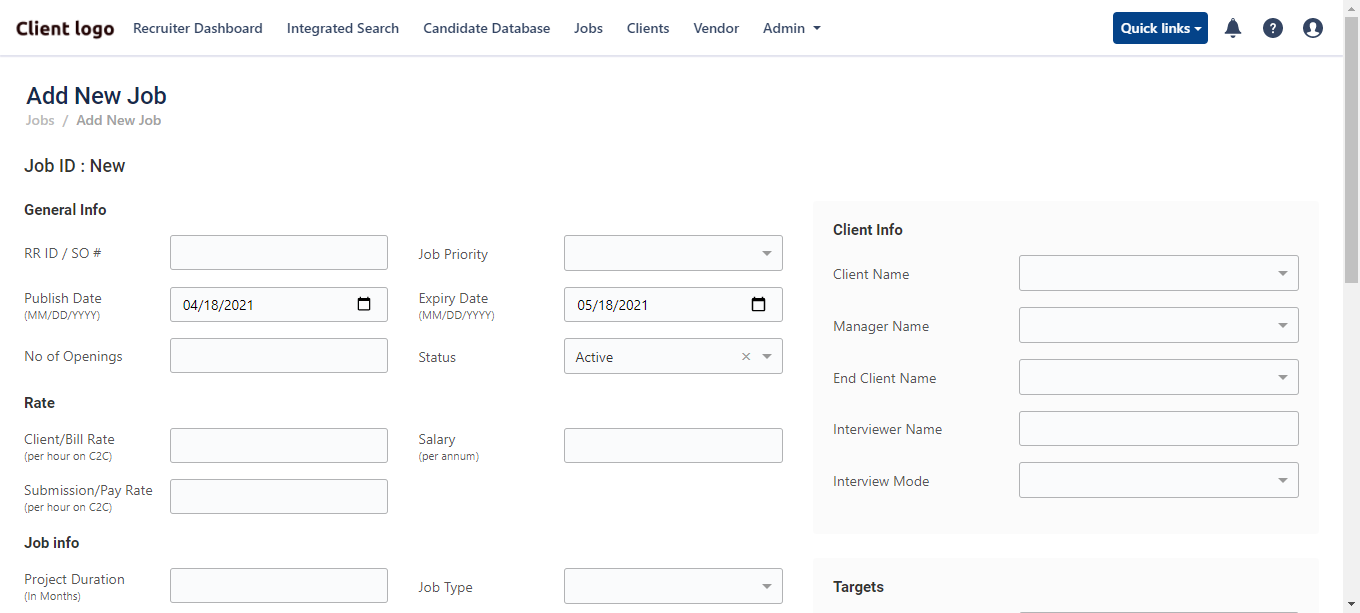 Client logo Recruiter Dashboard Integrated Search Candidate Database Jobs Clients Vendor Admin Quick links ?
Add New Job
Jobs / Add New Job
Job ID : New
General Info
RR ID / SO # Job Priority
Publish Date 04/18/2021 Expiry Date 05/18/2021
(MM/DD/YYYY) (MM/DD/YYYY)
No of Openings Status Active ×
Rate
Client/Bill Rate Salary
(per hour on C2C) (per annum)
Submission/Pay Rate
(per hour on C2C)
Job info
Project Duration Job Type
(In Months)
Client Info
Client Name
Manager Name
End Client Name
Interviewer Name
Interview Mode
Targets